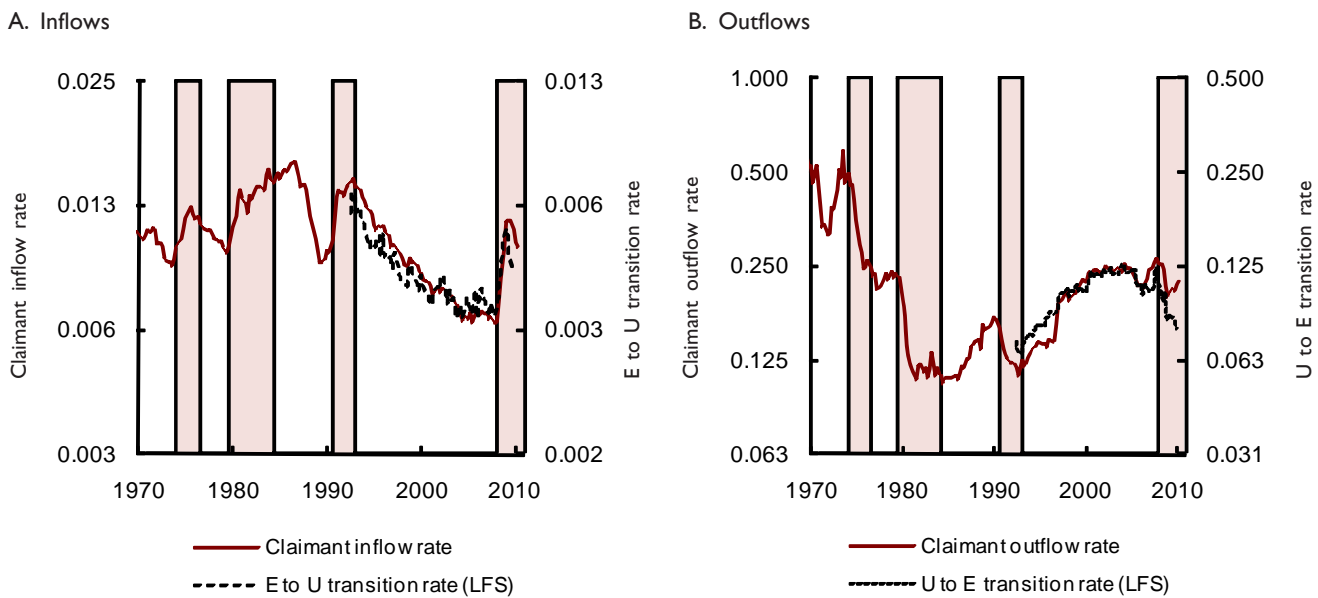 A. Inflows
0.025
0.013
0.006
0.003
Claimant inflow rate
0.013
0.006
0.003
0.002
E to U transition rate
1970 1980 1990 2000 2010
Claimant inflow rate
E to U transition rate (LFS)
B. Outflows
1.000
0.500
0.250
0.125
0.063
Claimant outflow rate
0.500
0.250
0.125
0.063
0.031
U to E transition rate
1970 1980 1990 2000 2010
Claimant outflow rate
U to E transition rate (LFS)